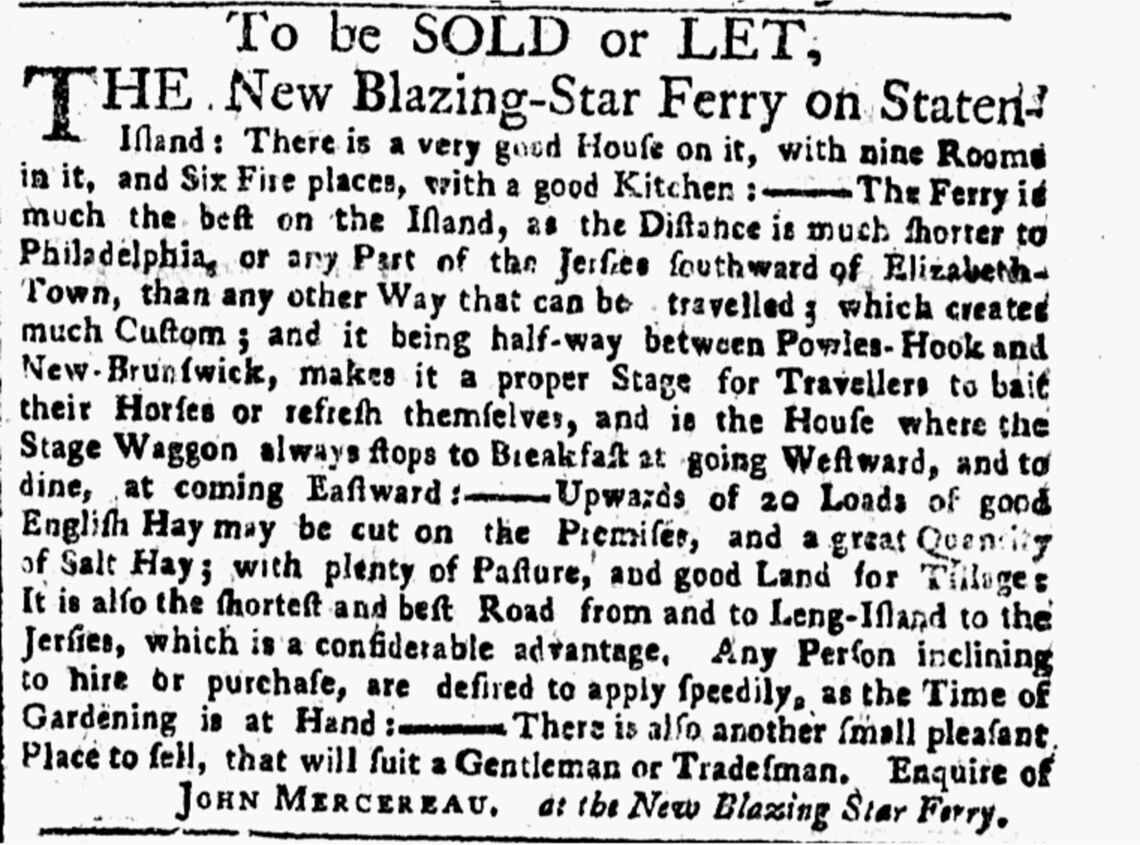 To be SOLD or LET,
THE New Blazing-Star Ferry on Staten-
Iſland: There is a very good Houſe on it, with nine Rooms
in it, and Six Fire places, with a good Kitchen:——The Ferry is
much the beſt on the Iſland, as the Diſtance is much ſhorter to
Philadelphia, or any Part of the Jerſies ſouthward of Elizabeth-
Town, than any other Way that can be travelled; which creates
much Cuſtom; and it being half-way between Powles-Hook and
New-Brunſwick, makes it a proper Stage for Travellers to bait
their Horſes or refreſh themſelves, and is the Houſe where the
Stage Waggon always ſtops to Breakfaſt at going Weſtward, and to
dine, at coming Eaſtward:——Upwards of 20 Loads of good
Engliſh Hay may be cut on the Premiſes, and a great Quantity
of Salt Hay; with plenty of Paſture, and good Land for Tillage:
It is alſo the ſhorteſt and beſt Road from and to Leng-Iſland to the
Jerſies, which is a conſiderable advantage. Any Perſon inclining
to hire or purchaſe, are deſired to apply ſpeedily, as the Time of
Gardening is at Hand:——There is alſo another ſmall pleaſant
Place to ſell, that will ſuit a Gentleman or Tradeſman. Enquire of
JOHN MERCEREAU. at the New Blazing Star Ferry.